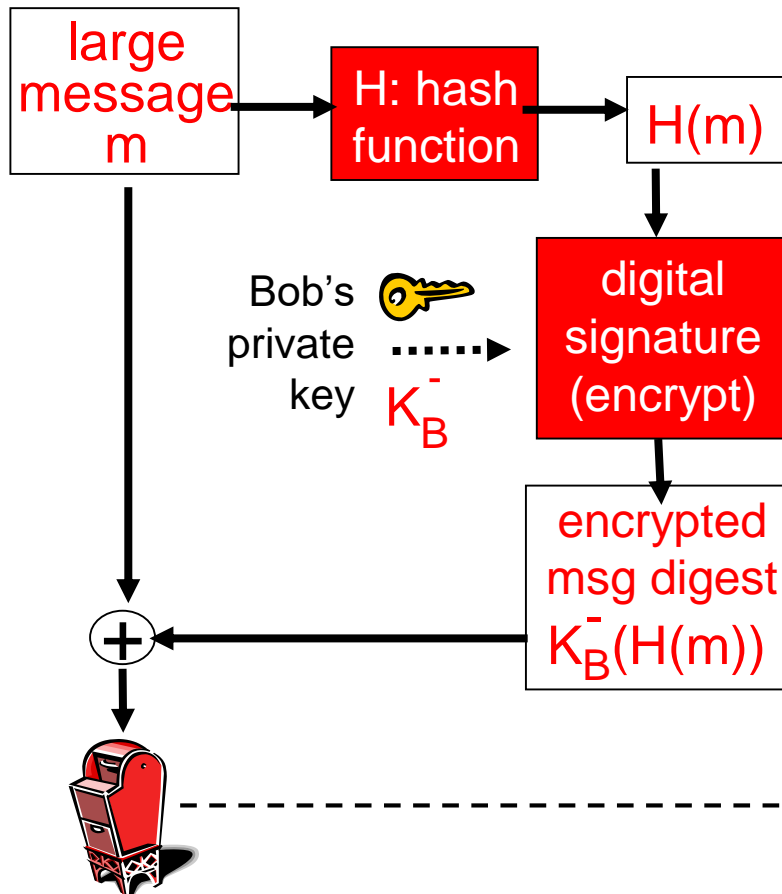 large
message
m
H: hash
function
H(m)
Bob’s
private
key
K_B^-
digital
signature
(encrypt)
encrypted
msg digest
K_B^-(H(m))
+